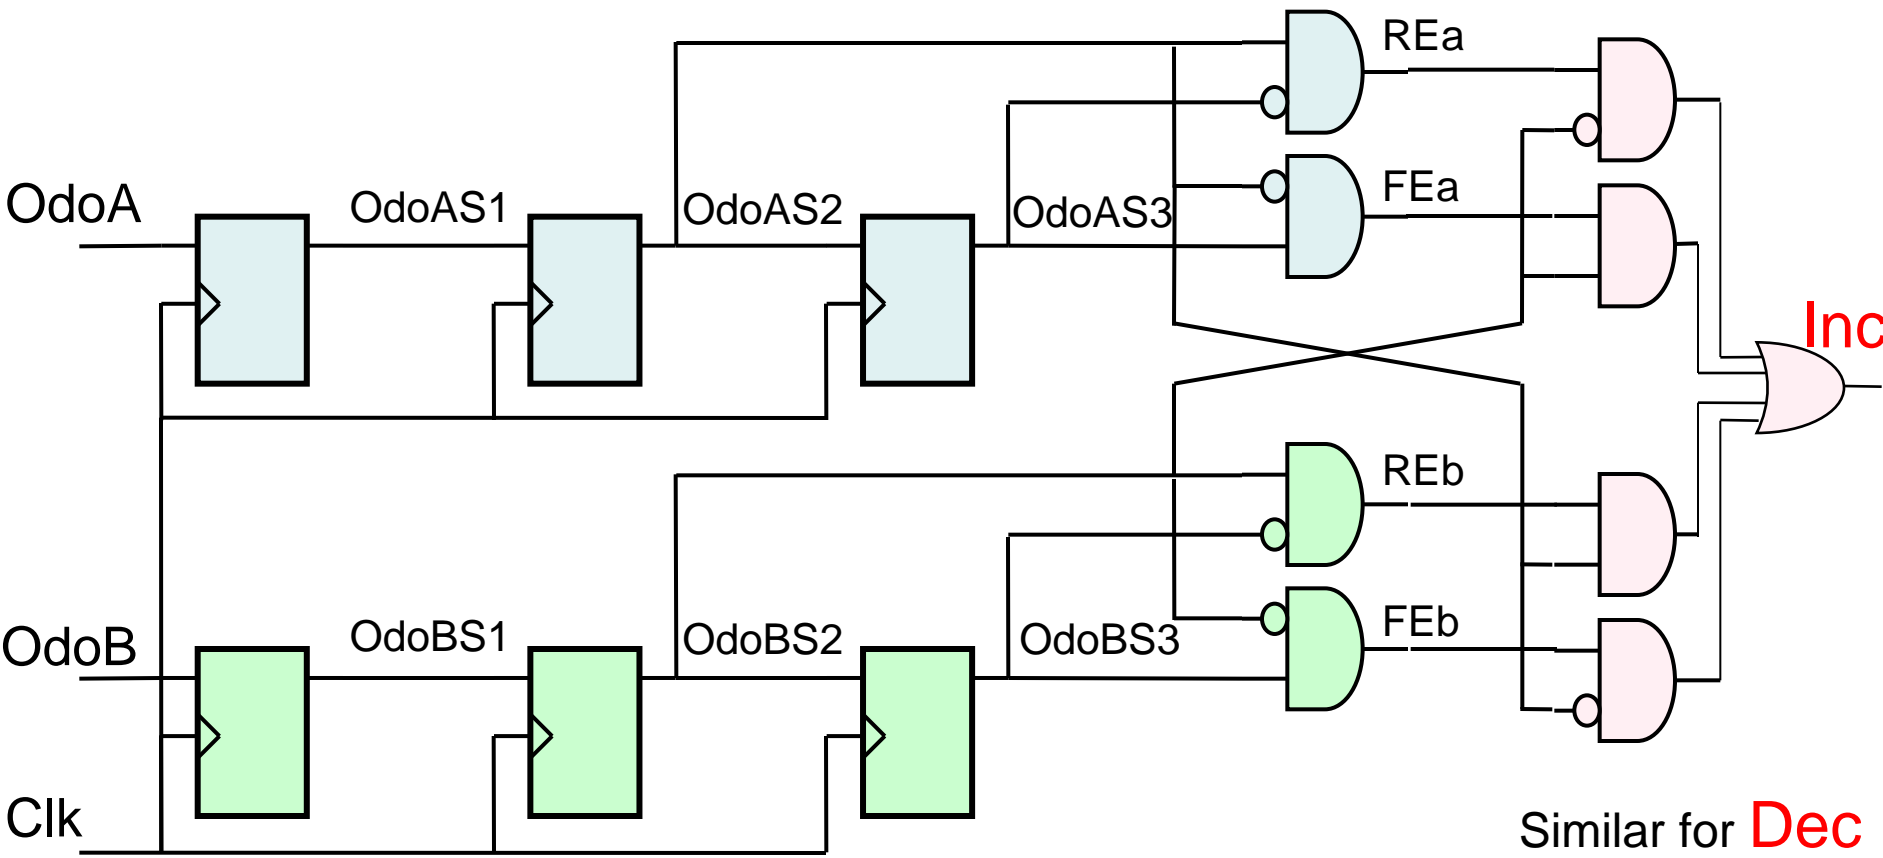 REa
OdoA
OdoAS1
OdoAS2
OdoAS3
FEa
Inc
REb
OdoB
OdoBS1
OdoBS2
OdoBS3
FEb
Clk
Similar for Dec